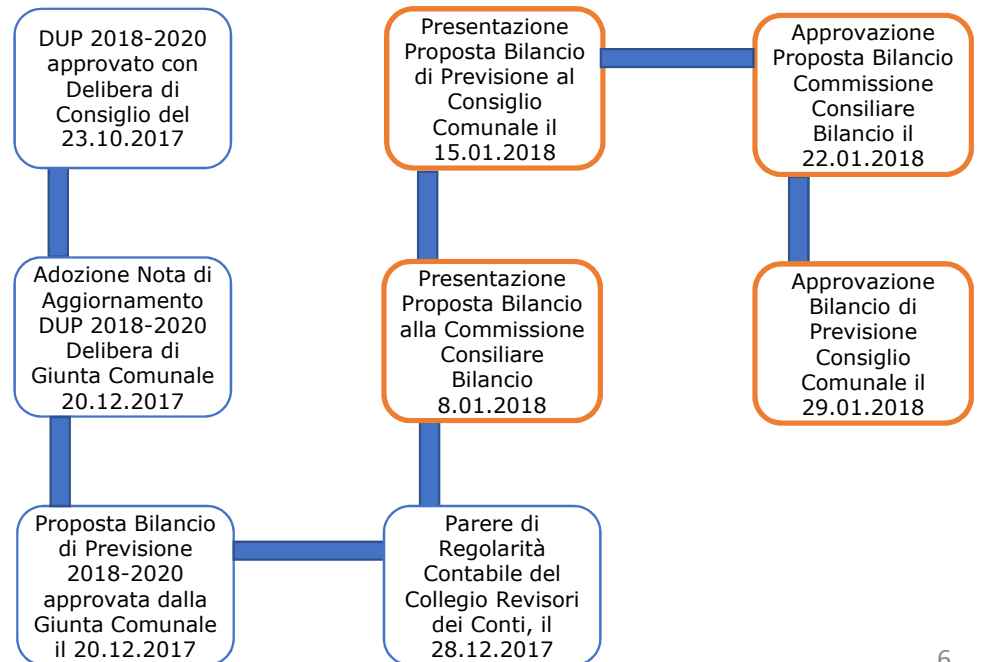 DUP 2018-2020
approvato con
Delibera di
Consiglio del
23.10.2017
Adozione Nota di
Aggiornamento
DUP 2018-2020
Delibera di
Giunta Comunale
20.12.2017
Proposta Bilancio
di Previsione
2018-2020
approvata dalla
Giunta Comunale
il 20.12.2017
Parere di
Regolarità
Contabile del
Collegio Revisori
dei Conti, il
28.12.2017
Presentazione
Proposta Bilancio
alla Commissione
Consiliare
Bilancio
8.01.2018
Presentazione
Proposta Bilancio
di Previsione al
Consiglio
Comunale il
15.01.2018
Approvazione
Proposta Bilancio
Commissione
Consiliare
Bilancio il
22.01.2018
Approvazione
Bilancio di
Previsione
Consiglio
Comunale il
29.01.2018
6